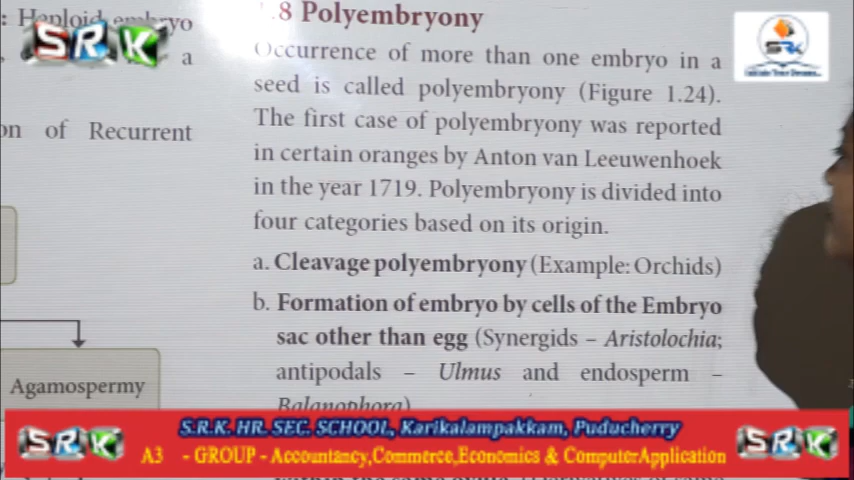 : Haploid embryo
a
on of Recurrent
Agamospermy
.8 Polyembryony
Occurrence of more than one embryo in a
seed is called polyembryony (Figure 1.24).
The first case of polyembryony was reported
in certain oranges by Anton van Leeuwenhoek
in the year 1719. Polyembryony is divided into
four categories based on its origin.
a. Cleavage polyembryony (Example: Orchids)
b. Formation of embryo by cells of the Embryo
sac other than egg (Synergids – Aristolochia;
antipodals – Ulmus and endosperm –
Balanophora)
SRK
SRK
S.R.K. HR. SEC. SCHOOL, Karikalampakkam, Puducherry
A3 - GROUP - Accountancy,Commerce,Economics & ComputerApplication
SRK
SRK